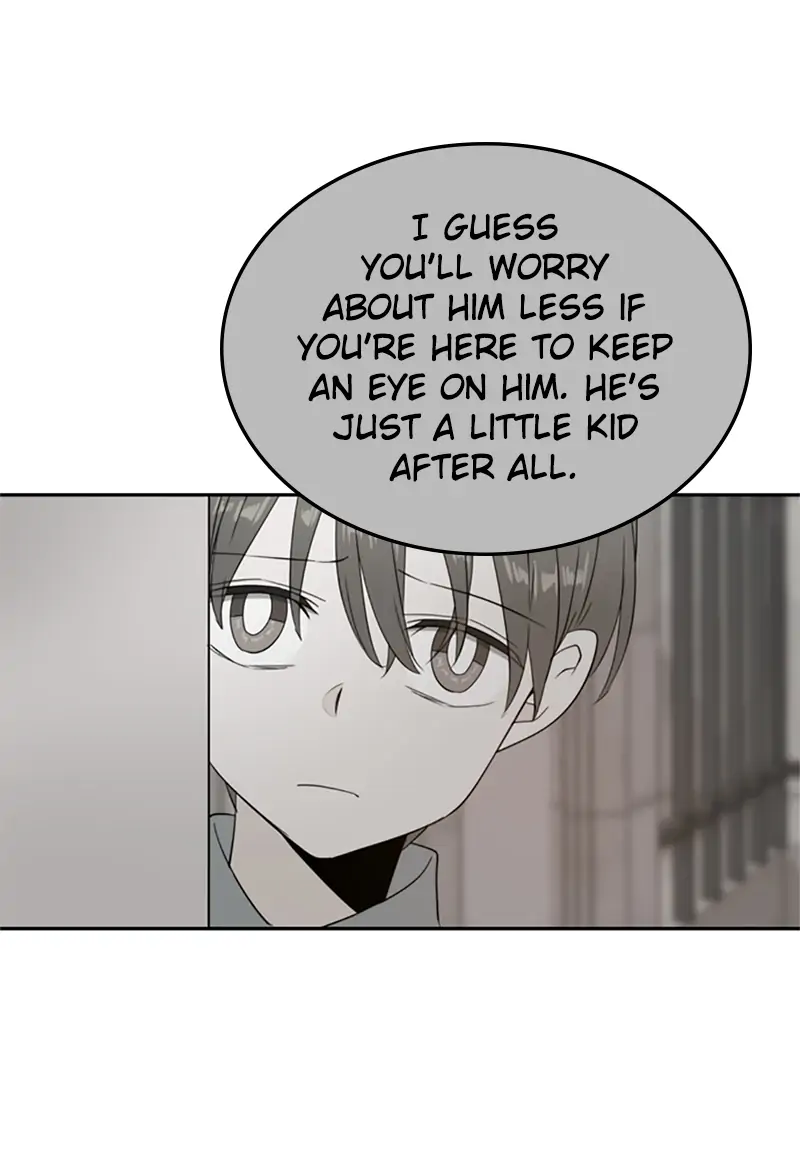 I GUESS
YOU'LL WORRY
ABOUT HIM LESS IF
YOU'RE HERE TO KEEP
AN EYE ON HIM. HE'S
JUST A LITTLE KID
AFTER ALL.